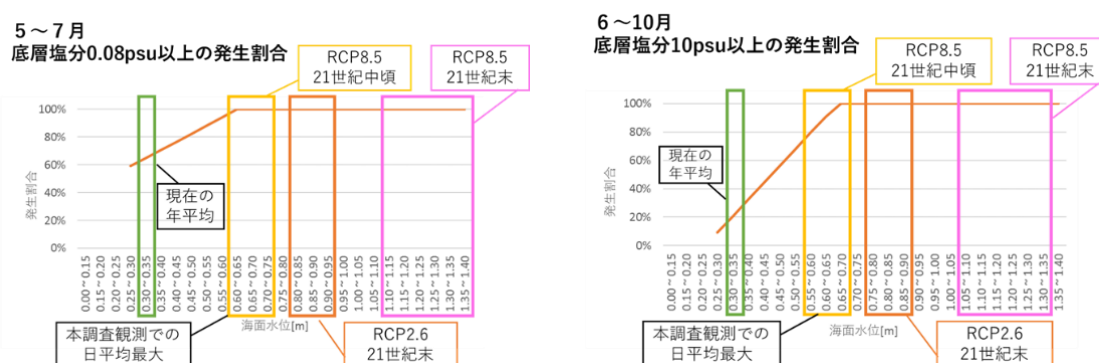 5～7月
底層塩分0.08psu以上の発生割合
RCP8.5
21世紀中頃
RCP8.5
21世紀末
100%
80%
60%
40%
20%
0%
発生割合
現在の
年平均
0.00～0.15
0.15～0.20
0.20～0.25
0.25～0.30
0.30～0.35
0.35～0.40
0.40～0.45
0.45～0.50
0.50～0.55
0.55～0.60
0.60～0.65
0.65～0.70
0.70～0.75
0.75～0.80
0.80～0.85
0.85～0.90
0.90～0.95
0.95～1.00
1.00～1.05
1.05～1.10
1.10～1.15
1.15～1.20
1.20～1.25
1.25～1.30
1.30～1.35
1.35～1.40
海面水位[m]
本調査観測での
日平均最大
RCP2.6
21世紀末
6～10月
底層塩分10psu以上の発生割合
RCP8.5
21世紀中頃
RCP8.5
21世紀末
100%
80%
60%
40%
20%
0%
発生割合
現在の
年平均
0.00～0.15
0.15～0.20
0.20～0.25
0.25～0.30
0.30～0.35
0.35～0.40
0.40～0.45
0.45～0.50
0.50～0.55
0.55～0.60
0.60～0.65
0.65～0.70
0.70～0.75
0.75～0.80
0.80～0.85
0.85～0.90
0.90～0.95
0.95～1.00
1.00～1.05
1.05～1.10
1.10～1.15
1.15～1.20
1.20～1.25
1.25～1.30
1.30～1.35
1.35～1.40
海面水位[m]
本調査観測での
日平均最大
RCP2.6
21世紀末